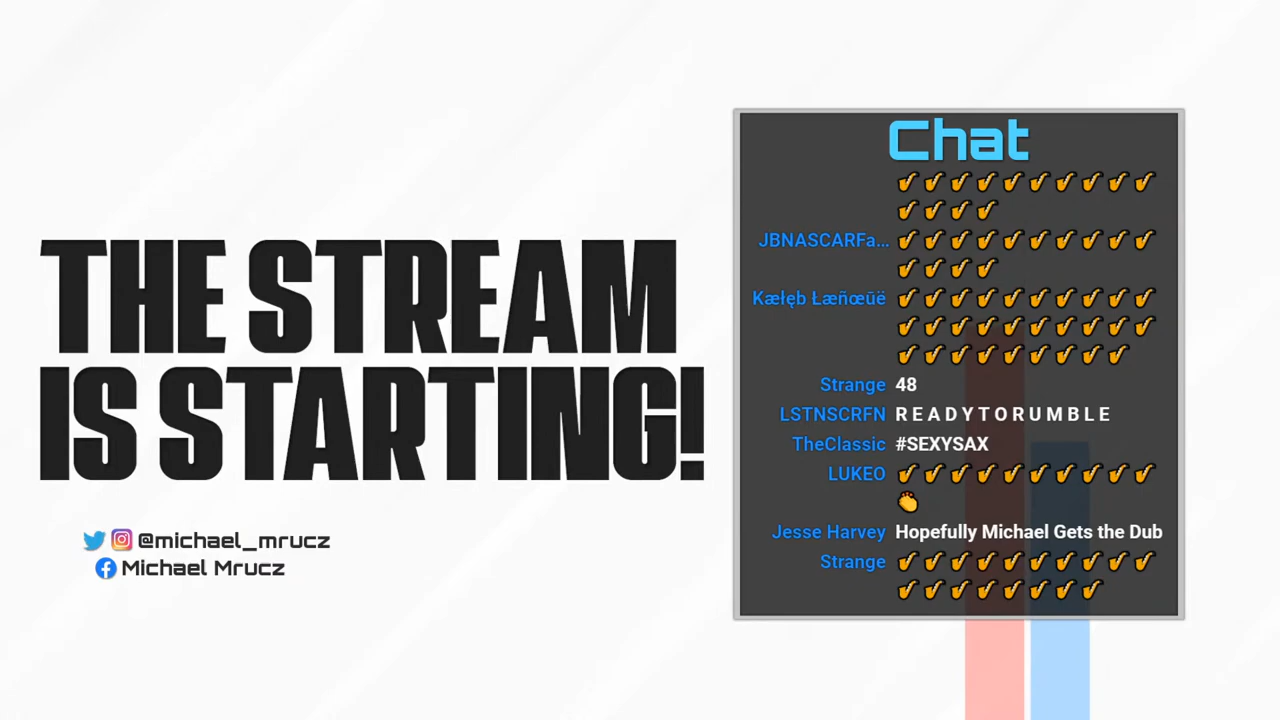 THE STREAM
IS STARTING!
@michael_mrucz
Michael Mrucz
Chat
🎷🎷🎷🎷🎷🎷🎷🎷🎷🎷
🎷🎷🎷🎷
JBNASCARFa... 🎷🎷🎷🎷🎷🎷🎷🎷🎷🎷
🎷🎷🎷🎷
Kæłęb Łæñœūë 🎷🎷🎷🎷🎷🎷🎷🎷🎷🎷
🎷🎷🎷🎷🎷🎷🎷🎷🎷🎷
🎷🎷🎷🎷🎷🎷🎷🎷🎷
Strange 48
LSTNSCRFN R E A D Y T O R U M B L E
TheClassic #SEXYSAX
LUKEO 🎷🎷🎷🎷🎷🎷🎷🎷🎷🎷
👏
Jesse Harvey Hopefully Michael Gets the Dub
Strange 🎷🎷🎷🎷🎷🎷🎷🎷🎷🎷
🎷🎷🎷🎷🎷🎷🎷🎷